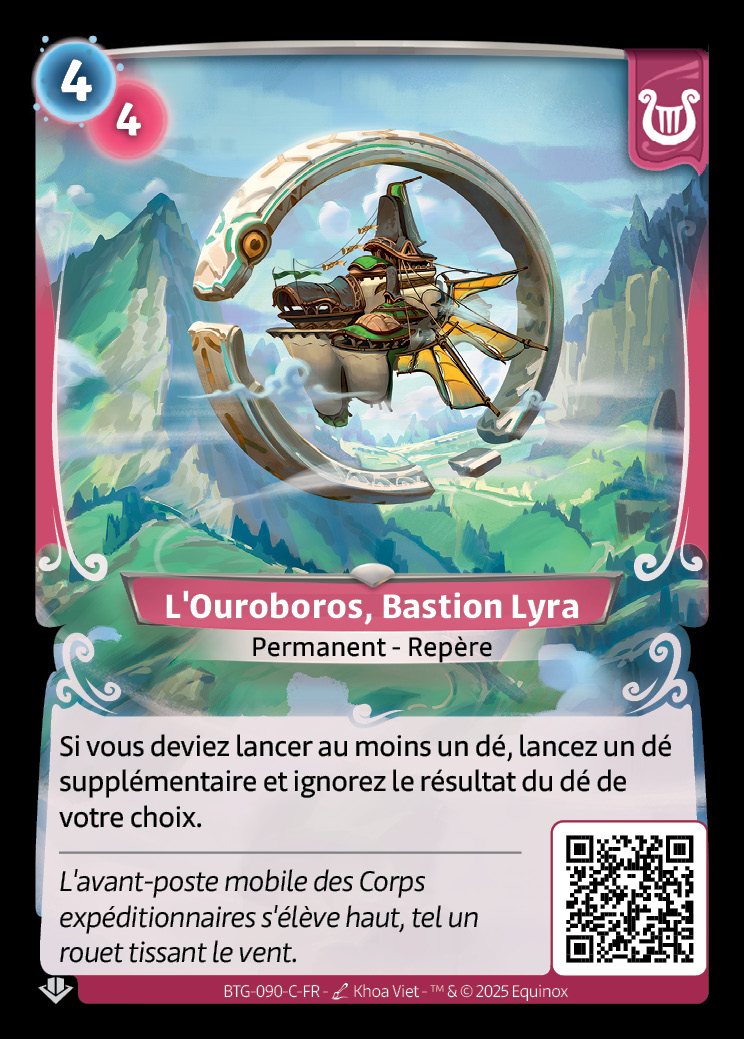 4
4
L'Ouroboros, Bastion Lyra
Permanent - Repère
Si vous deviez lancer au moins un dé, lancez un dé
supplémentaire et ignorez le résultat du dé de
votre choix.
L'avant-poste mobile des Corps
expéditionnaires s'élève haut, tel un
rouet tissant le vent.
BTG-090-C-FR - Khoa Viet - ™ & © 2025 Equinox